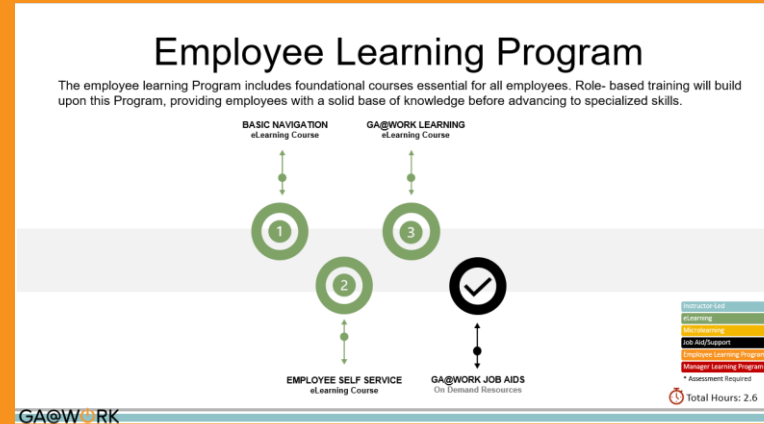 Employee Learning Program
The employee learning Program includes foundational courses essential for all employees. Role- based training will build
upon this Program, providing employees with a solid base of knowledge before advancing to specialized skills.
BASIC NAVIGATION
eLearning Course
GA@WORK LEARNING
eLearning Course
1
3
2
EMPLOYEE SELF SERVICE
eLearning Course
GA@WORK JOB AIDS
On Demand Resources
Instructor-Led
eLearning
Microlearning
Job Aid/Support
Employee Learning Program
Manager Learning Program
* Assessment Required
Total Hours: 2.6
GA@WORK